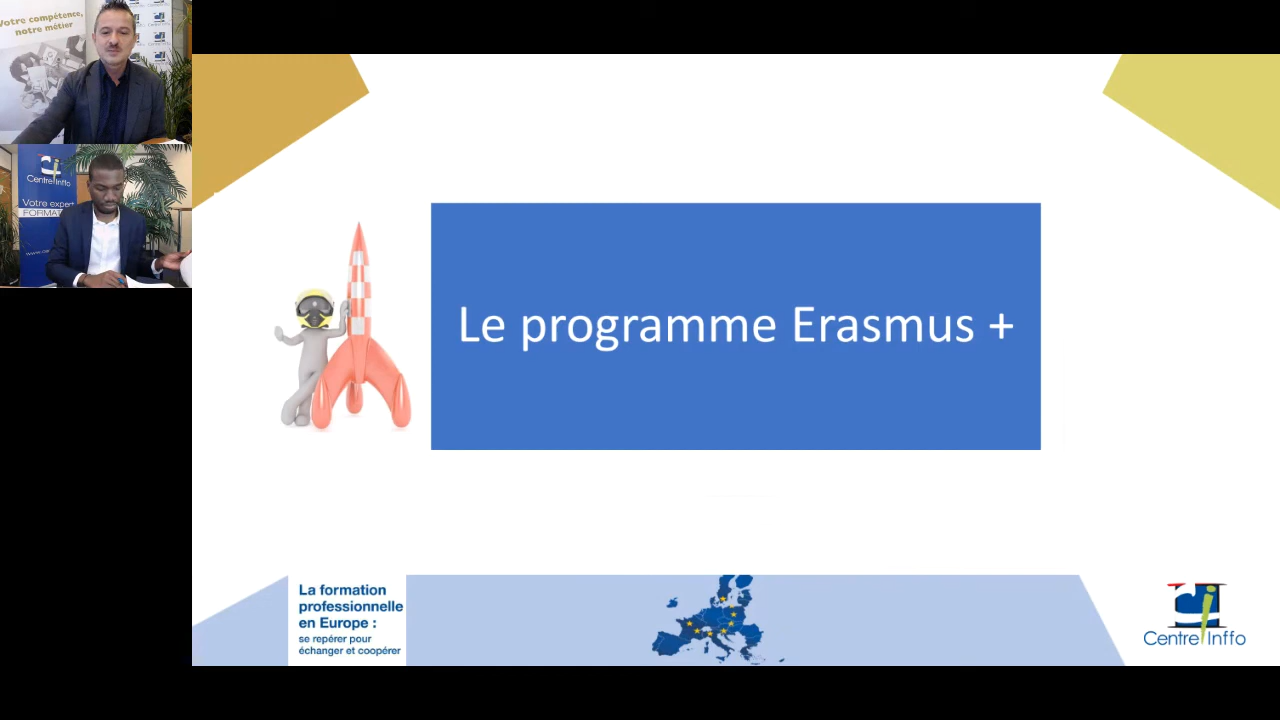 Votre compétence,
notre métier
Centre Inffo
Votre expert
FORMAT
Le programme Erasmus +
La formation
professionnelle
en Europe :
se repérer pour
échanger et coopérer
Centre Inffo